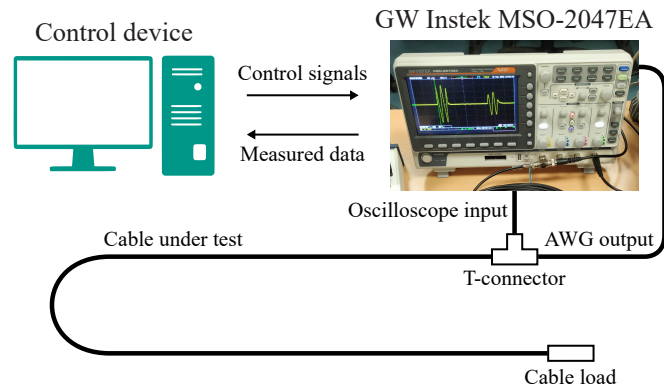 Control device
GW Instek MSO-2047EA
Control signals
Measured data
Oscilloscope input
Cable under test
AWG output
T-connector
Cable load